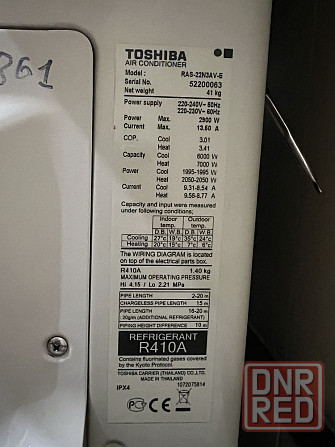 861
TOSHIBA
AIR CONDITIONER
Model : RAS-22N3AV-E
Serial No. 52200063
Net weight 41 kg
Power supply 220-240V~ 50Hz
220-230V~ 60Hz
Power Max. 2900 W
Current Max. 13.50 A
COP. Cool 3.01
Heat 3.41
Capacity Cool 6000 W
Heat 7000 W
Power Cool 1995-1995 W
Heat 2050-2050 W
Current Cool 9.31-8.54 A
Heat 9.56-8.77 A
Capacity and input were measured
under following conditions.
Indoor temp. Outdoor temp.
D.B. W.B. D.B. W.B.
Cooling 27°c 19°c 35°c 24°c
Heating 20°c 15°c 7°c 6°c
The WIRING DIAGRAM is located
on top of the electrical parts box.
R410A 1.40 kg
MAXIMUM OPERATING PRESSURE
Hi 4.15 / Lo 2.21 MPa
PIPE LENGTH 2-20 m
CHARGELESS PIPE LENGTH 15 m
PIPE LENGTH 16-20 m
20g/m (ADDITIONAL REFRIGERANT)
PIPING HEIGHT DIFFERENCE 10 m
REFRIGERANT
R410A
Contains fluorinated gases covered
by the Kyoto Protocol.
TOSHIBA CARRIER (THAILAND) CO.,LTD.
MADE IN THAILAND
IPX4 1072075814
CE
DNR
RED